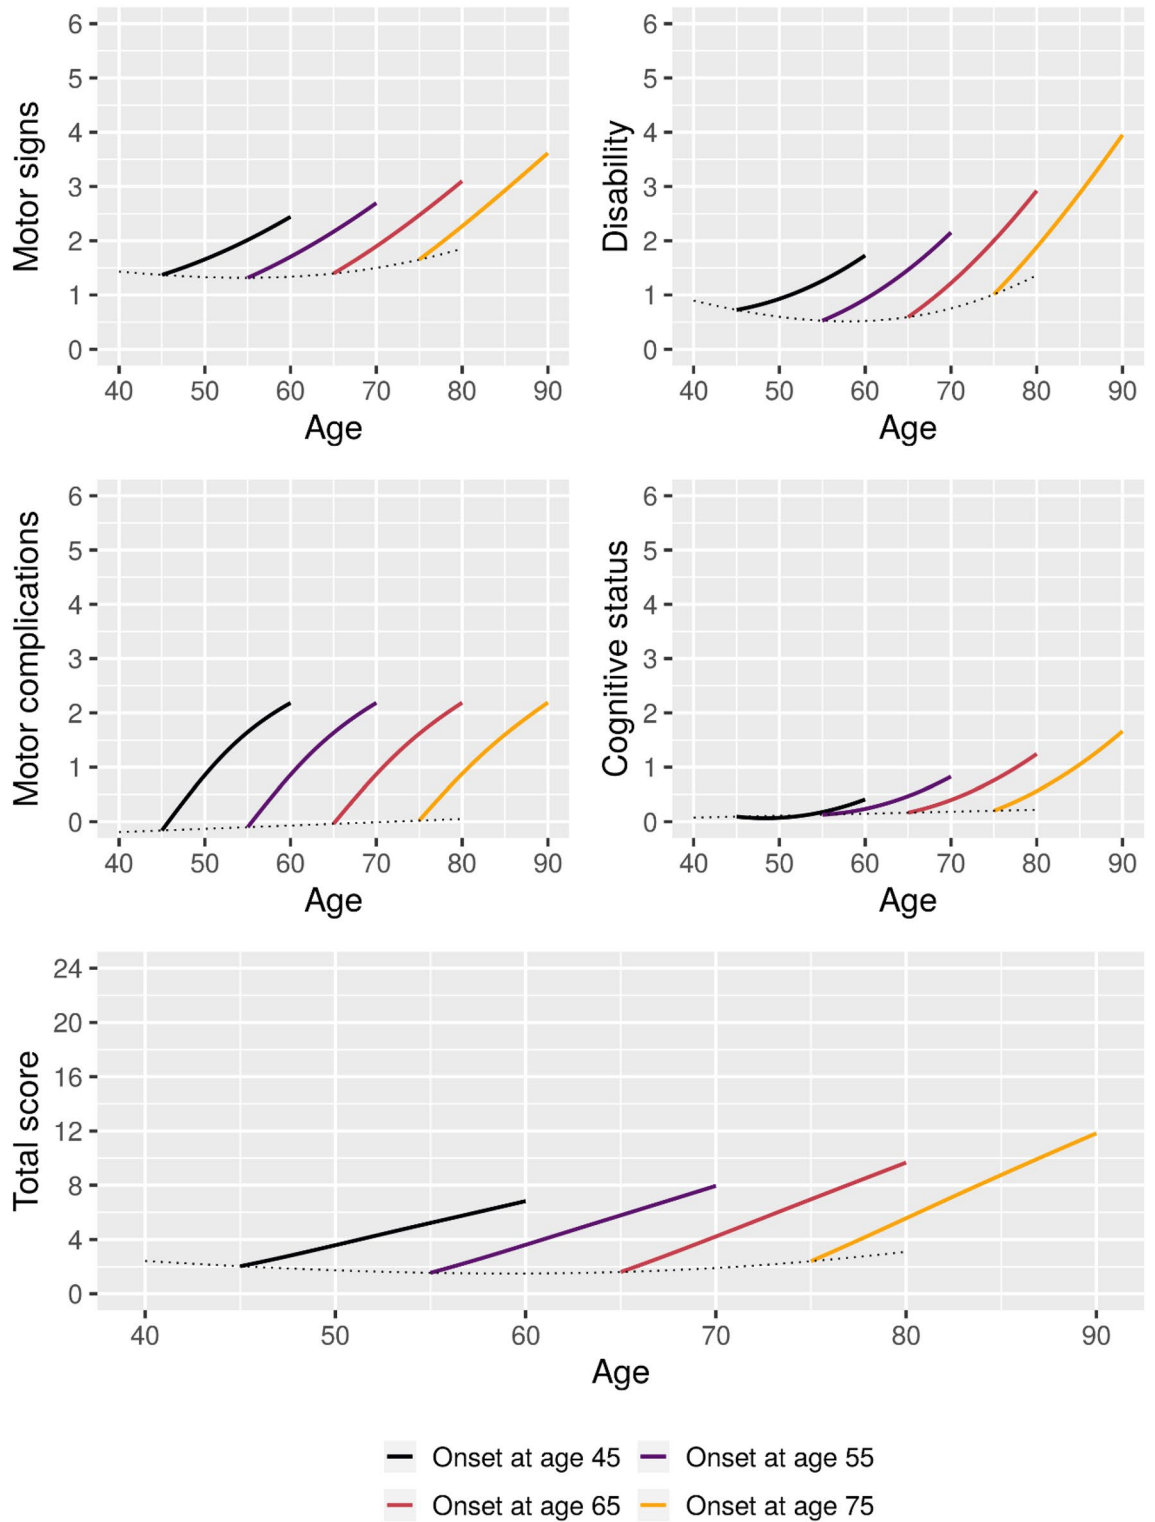 Motor signs
6
5
4
3
2
1
0
40 50 60 70 80 90
Age
Disability
6
5
4
3
2
1
0
40 50 60 70 80 90
Age
Motor complications
6
5
4
3
2
1
0
40 50 60 70 80 90
Age
Cognitive status
6
5
4
3
2
1
0
40 50 60 70 80 90
Age
Total score
24
20
16
12
8
4
0
40 50 60 70 80 90
Age
Onset at age 45 Onset at age 55
Onset at age 65 Onset at age 75